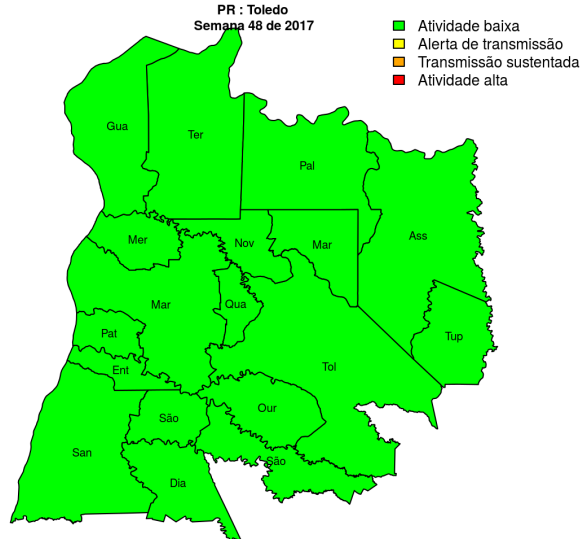 PR : Toledo
Semana 48 de 2017
Atividade baixa
Alerta de transmissão
Transmissão sustentada
Atividade alta
Gua
Ter
Pal
Mer
Nov
Mar
Ass
Mar
Qua
Pat
Tup
Ent
Tol
São
Our
San
São
Dia